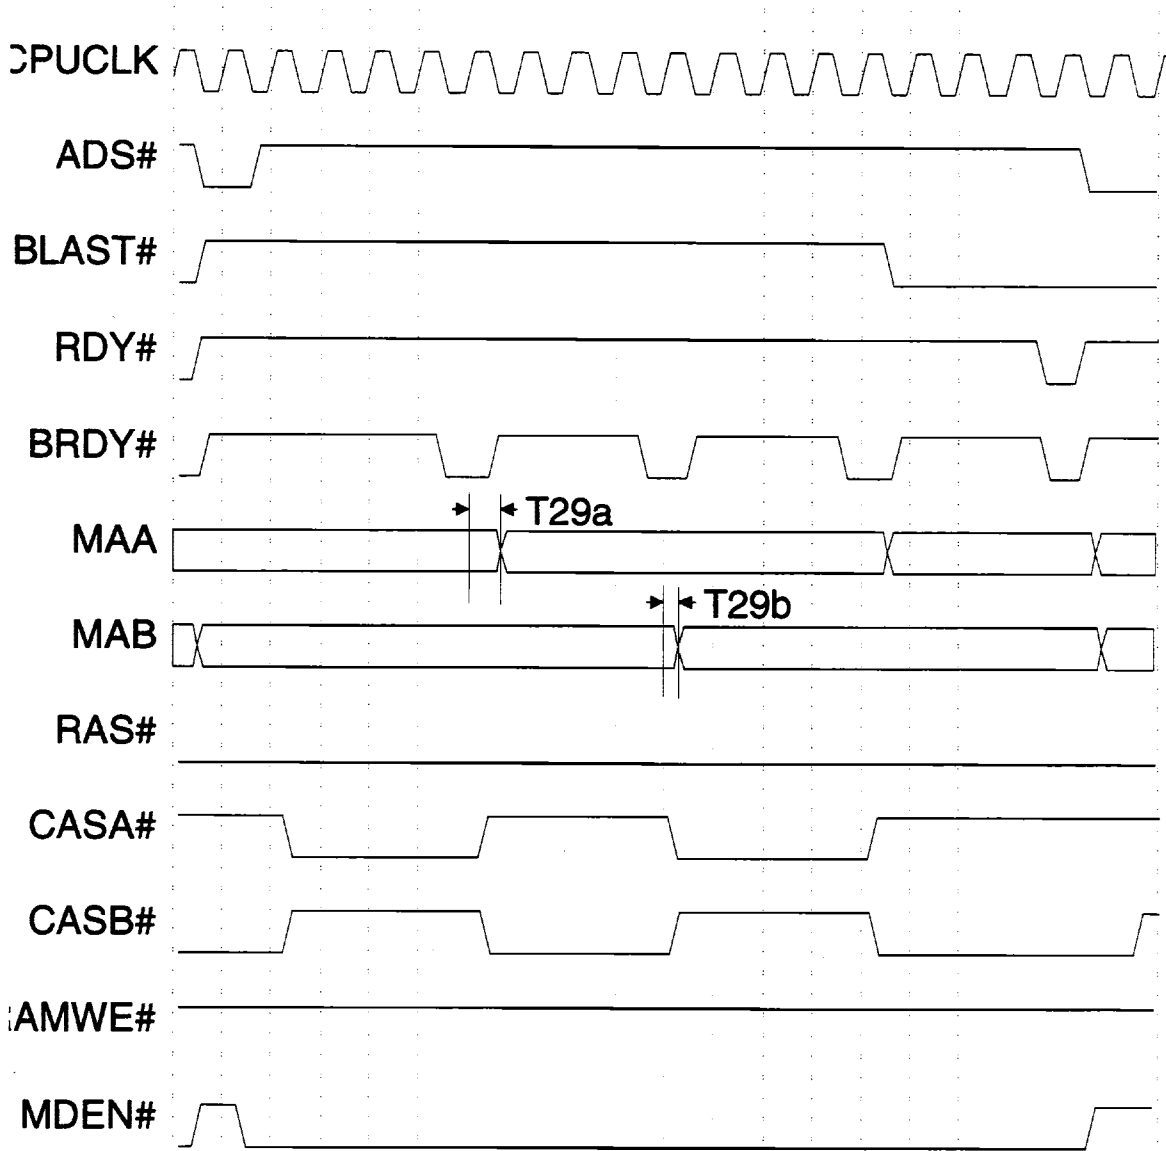 CPUCLK
ADS#
BLAST#
RDY#
BRDY#
T29a
MAA
T29b
MAB
RAS#
CASA#
CASB#
AMWE#
MDEN#